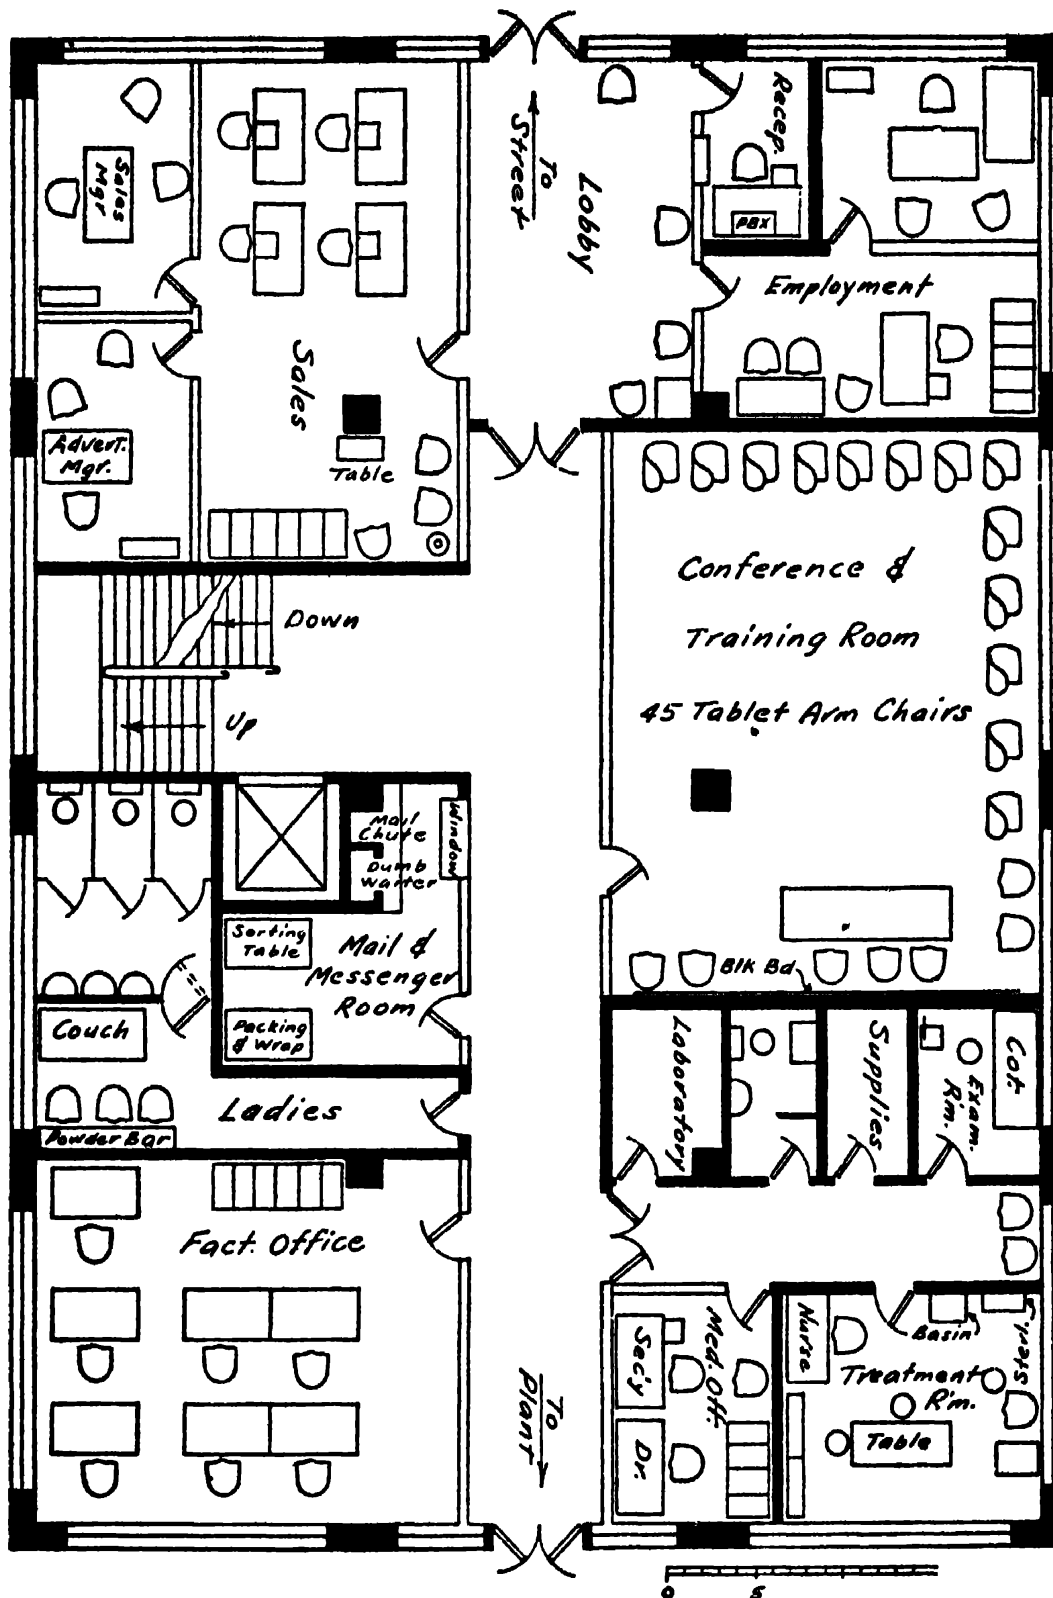 Sales
Mgr
To
Street
Lobby
Recep.
PBX
Employment
Sales
Advert.
Mgr.
Table
Conference &
Training Room
45 Tablet Arm Chairs
Down
Up
Mail
Chute
Window
Dumb
Waiter
Sorting
Table
Mail &
Messenger
Room
Blk Bd.
Couch
Packing
& Wrap
Ladies
Powder Bar
Laboratory
Supplies
Exam.
Rm.
Cot.
Fact. Office
Med. Off.
Sec'y
Dr.
Nurse
Basin
Steri.
Treatment
R'm.
Table
To
Plant
0 5